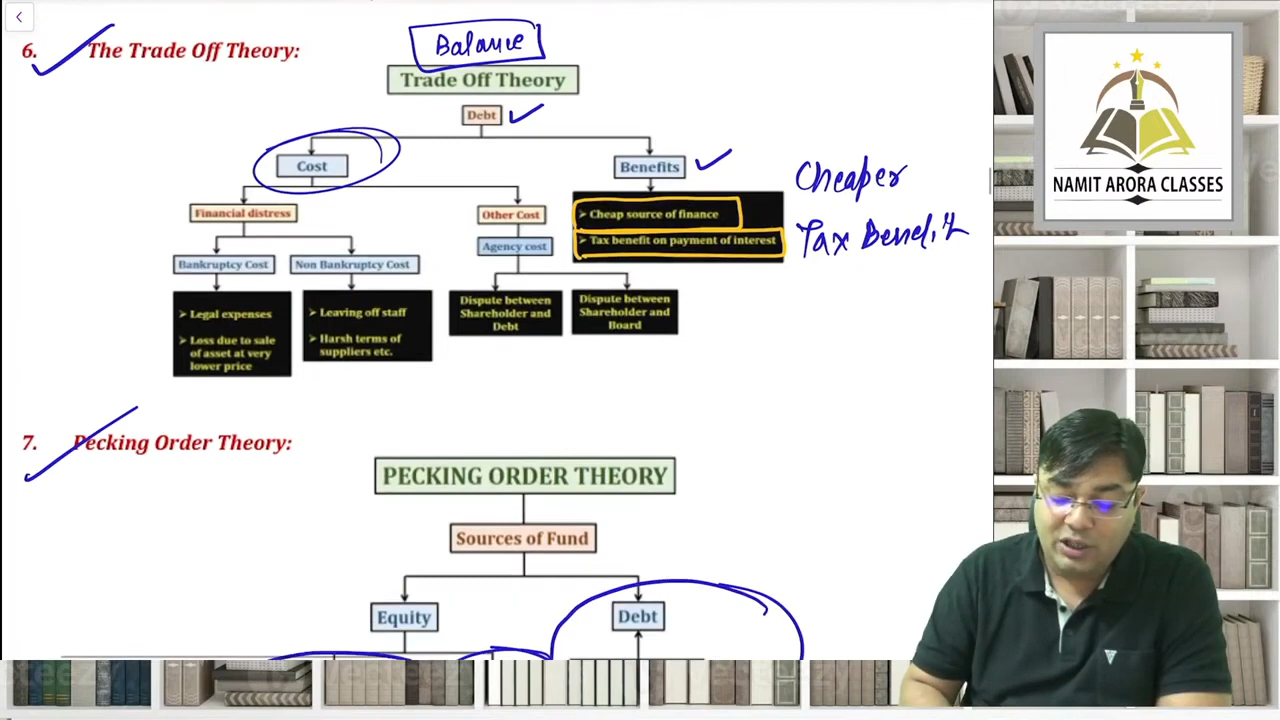 6. The Trade Off Theory:
Balance
Trade Off Theory
Debt
Cost
Benefits
Cheaper
Financial distress
Other Cost
➢ Cheap source of finance
Tax Benefit
Agency cost
➢ Tax benefit on payment of interest
Bankruptcy Cost
Non Bankruptcy Cost
➢ Legal expenses
➢ Loss due to sale
of asset at very
lower price
➢ Leaving off staff
➢ Harsh terms of
suppliers etc.
Dispute between
Shareholder and
Debt
Dispute between
Shareholder and
Board
NAMIT ARORA CLASSES
7. Pecking Order Theory:
PECKING ORDER THEORY
Sources of Fund
Equity
Debt